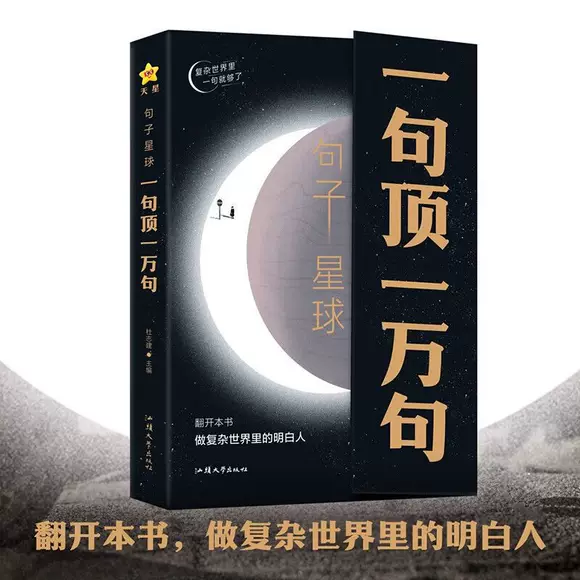 天星
句子星球
一句顶一万句
杜志建 主编
复杂世界里
一句就够了
句子——星球
翻开本书
做复杂世界里的明白人
汕头大学出版社
一句顶一万句
翻开本书，做复杂世界里的明白人